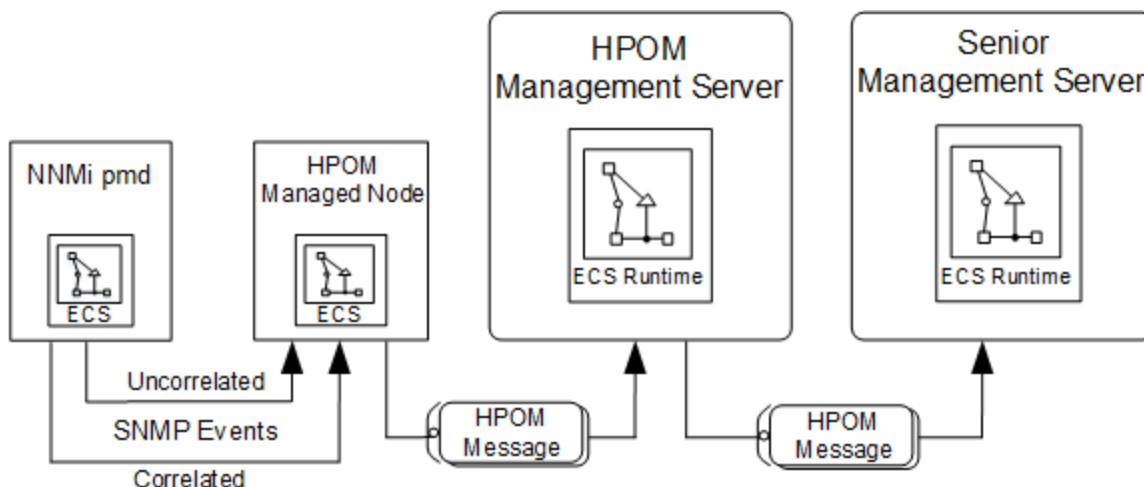 NNMi pmd
ECS
HPOM
Managed Node
ECS
HPOM
Management Server
ECS Runtime
Senior
Management Server
ECS Runtime
Uncorrelated
SNMP Events
Correlated
HPOM
Message
HPOM
Message